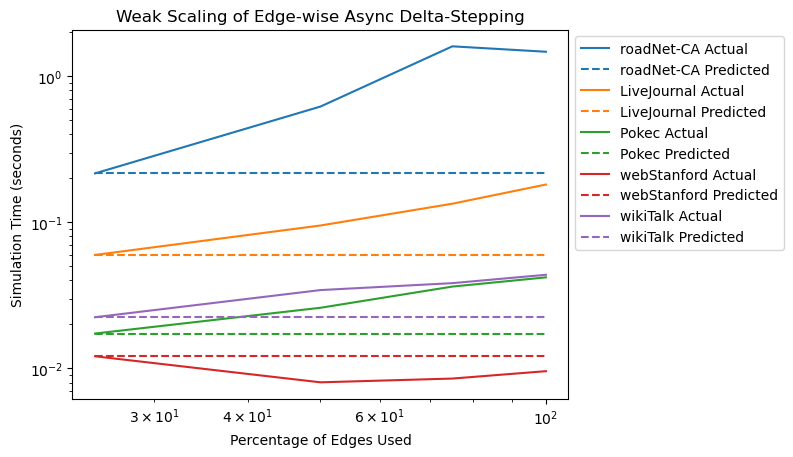 Weak Scaling of Edge-wise Async Delta-Stepping
Simulation Time (seconds)
10⁰
10⁻¹
10⁻²
3 × 10¹
4 × 10¹
6 × 10¹
10²
Percentage of Edges Used
roadNet-CA Actual
roadNet-CA Predicted
LiveJournal Actual
LiveJournal Predicted
Pokec Actual
Pokec Predicted
webStanford Actual
webStanford Predicted
wikiTalk Actual
wikiTalk Predicted